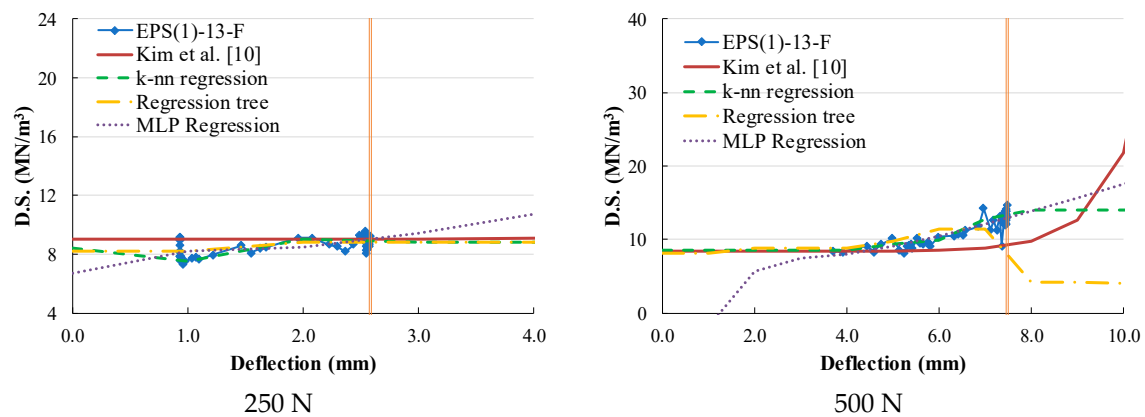 24
20
16
12
8
4
D.S. (MN/m³)
EPS(1)-13-F
Kim et al. [10]
k-nn regression
Regression tree
MLP Regression
0.0 1.0 2.0 3.0 4.0
Deflection (mm)
250 N
40
30
20
10
0
D.S. (MN/m³)
EPS(1)-13-F
Kim et al. [10]
k-nn regression
Regression tree
MLP Regression
0.0 2.0 4.0 6.0 8.0 10.0
Deflection (mm)
500 N